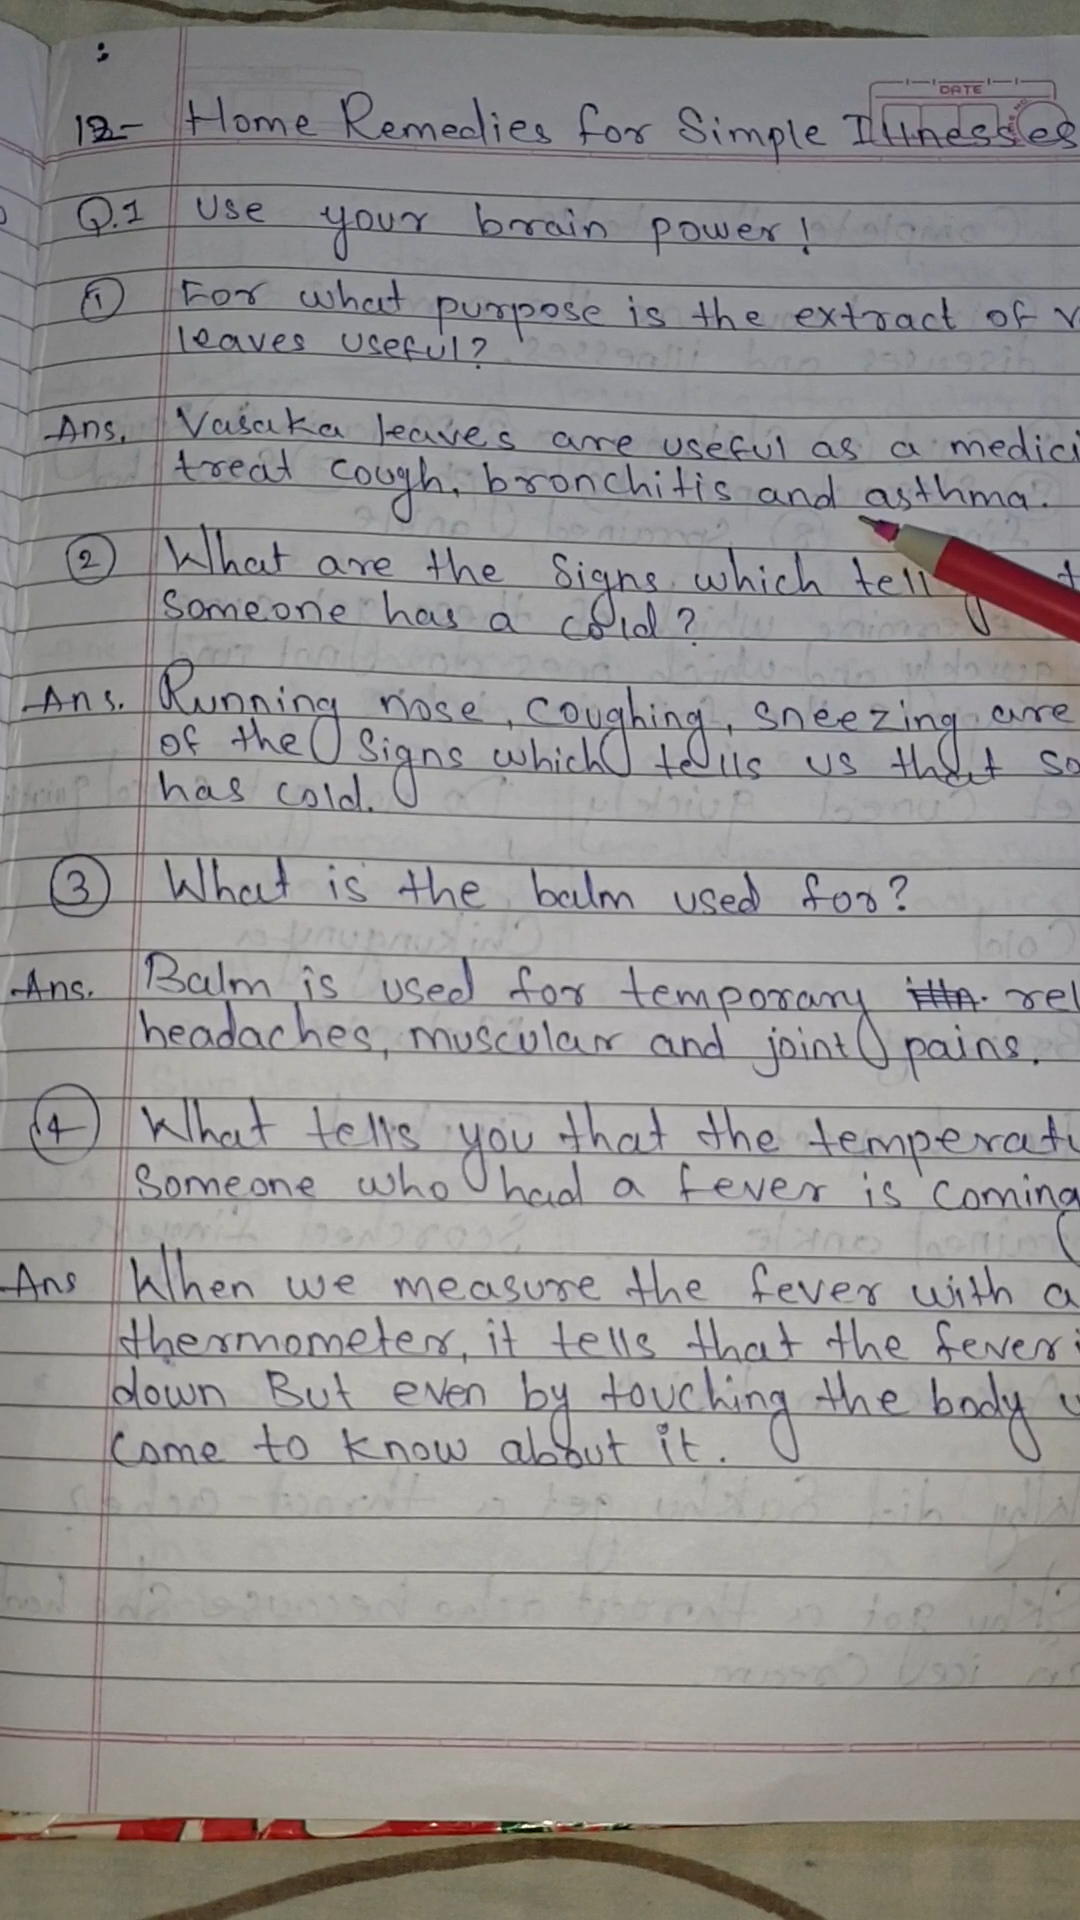 DATE
12- Home Remedies for Simple Illnesses
Q.1 Use your brain power!
1 For what purpose is the extract of
leaves useful?
Ans. Vasaka leaves are useful as a medici
treat cough, bronchitis and asthma.
2 What are the signs which tell
someone has a cold?
Ans. Running nose, coughing, sneezing are
of the signs which tells us that so
has cold.
3 What is the balm used for?
Ans. Balm is used for temporary rel
headaches, muscular and joint pains.
4 What tells you that the temperatu
someone who had a fever is coming
Ans When we measure the fever with a
thermometer, it tells that the fever
down But even by touching the body
come to know about it.